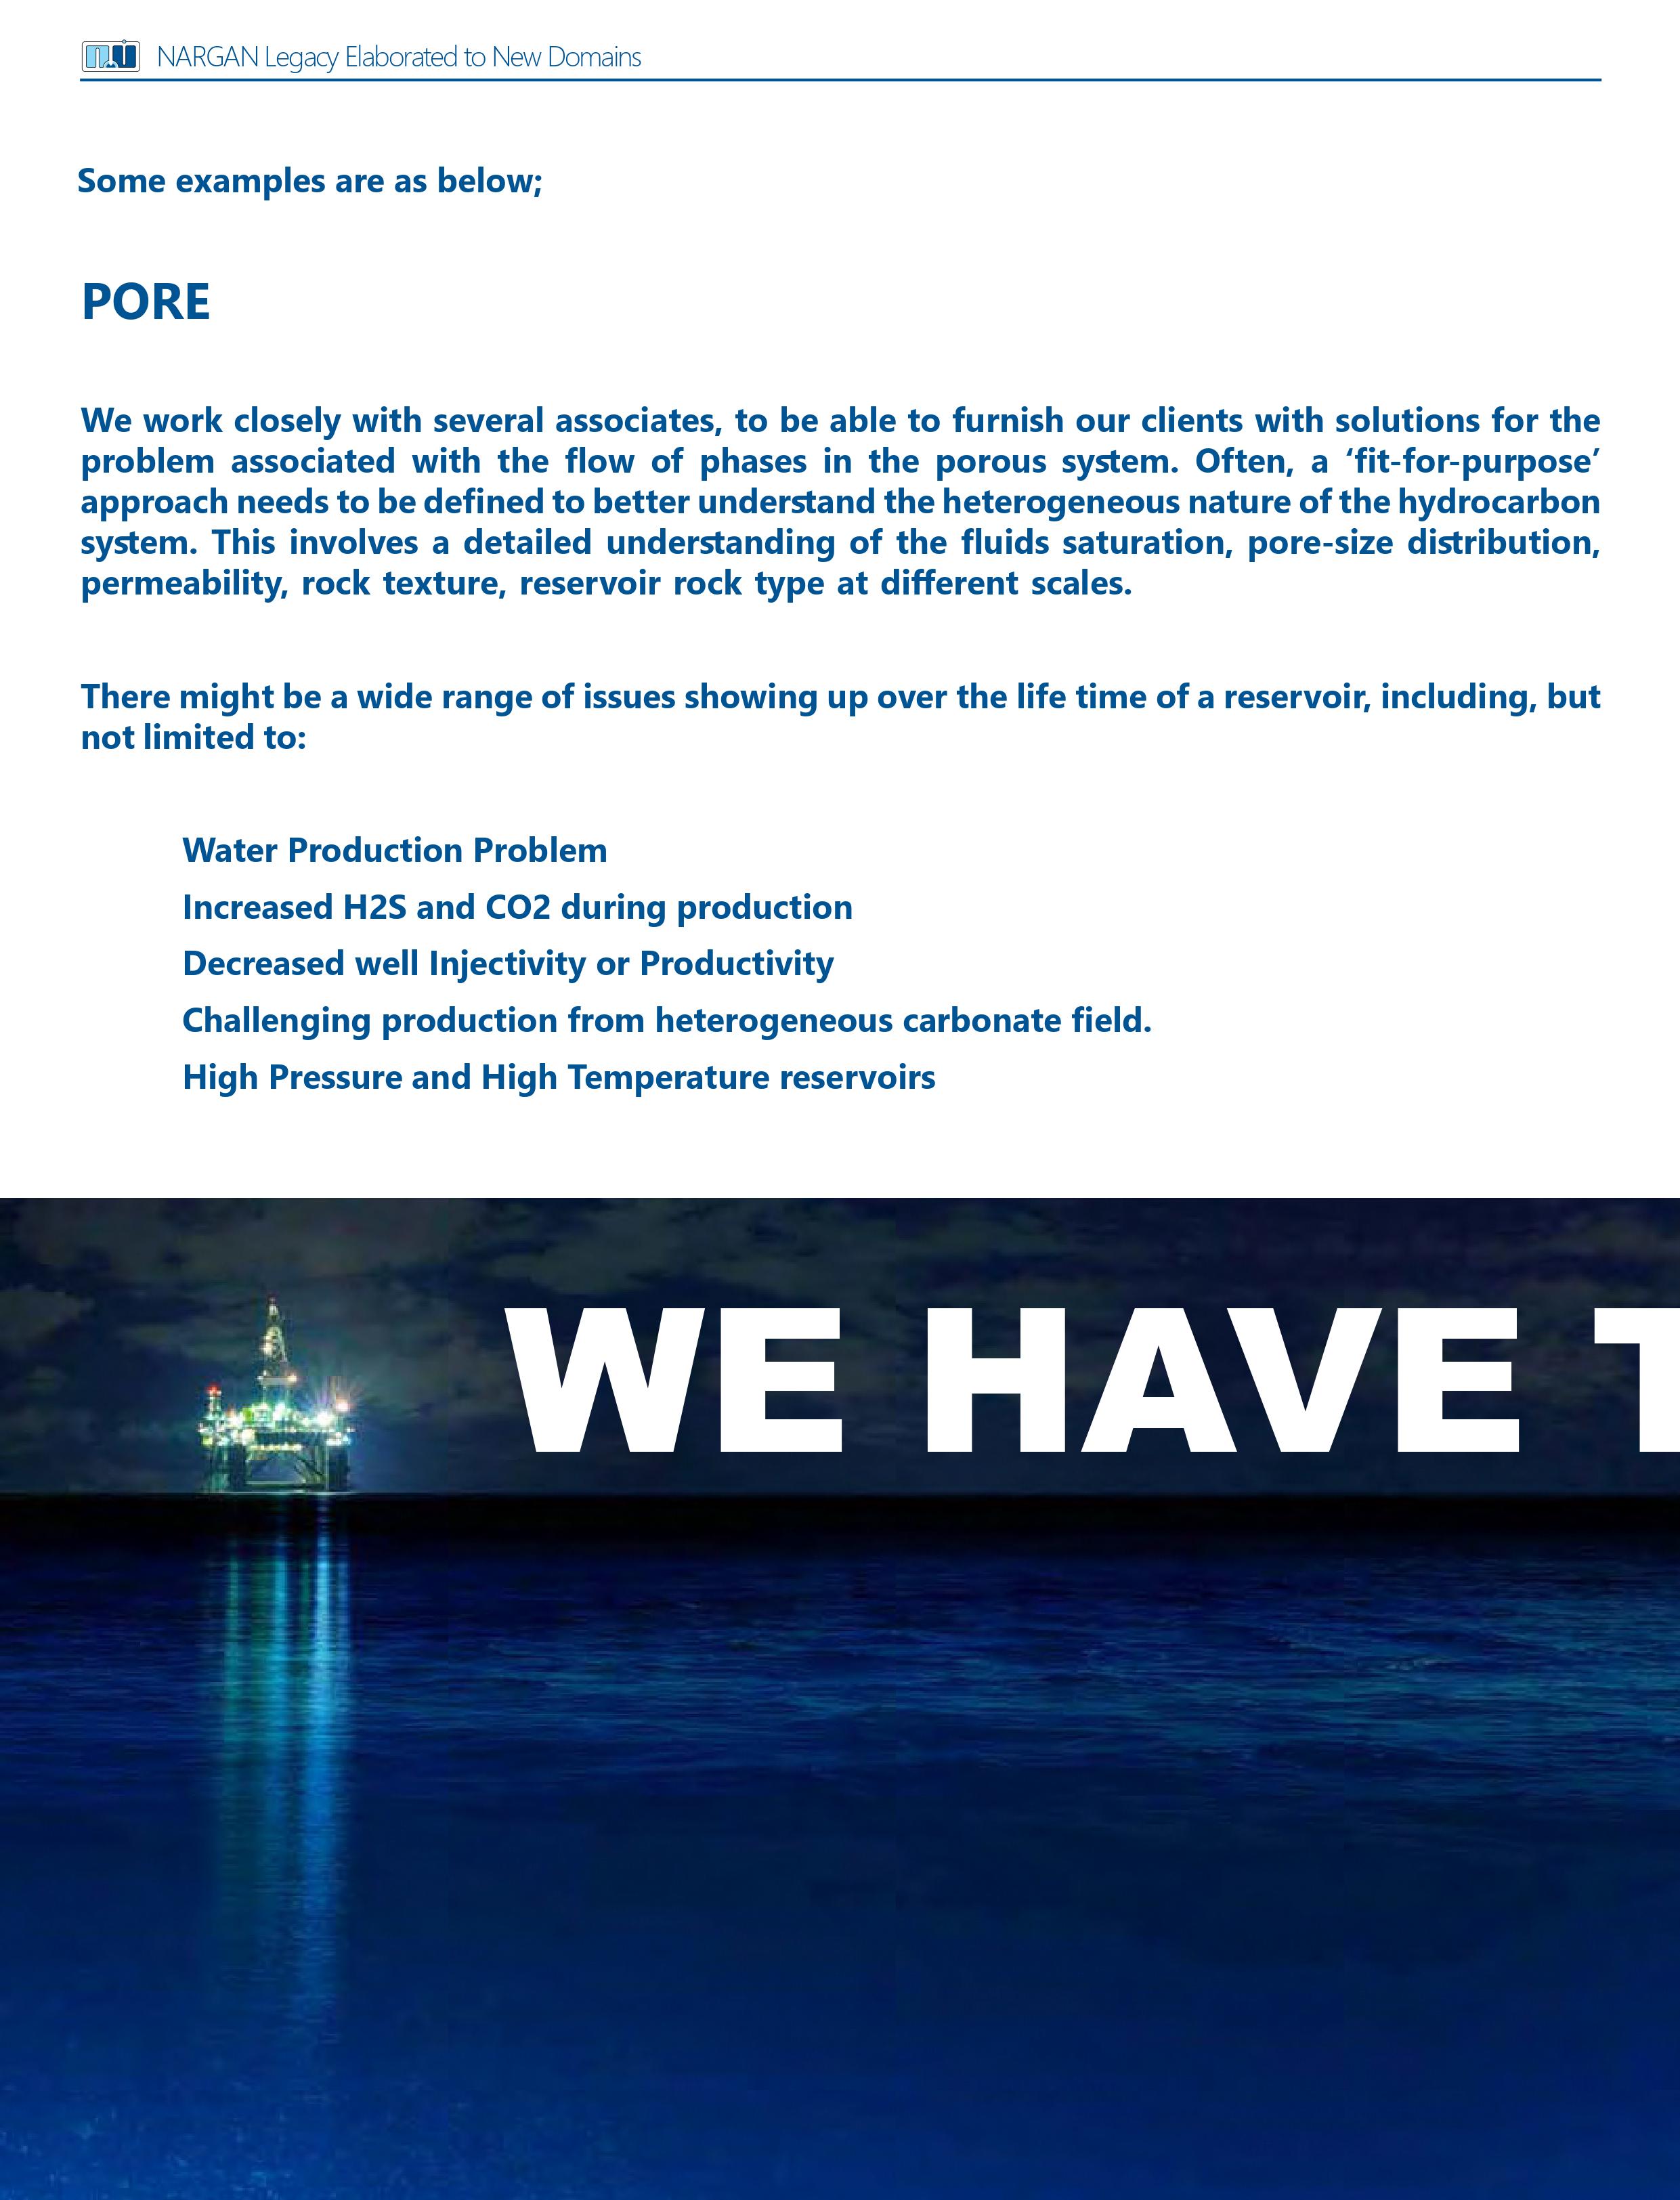 NARGAN Legacy Elaborated to New Domains
Some examples are as below;
PORE
We work closely with several associates, to be able to furnish our clients with solutions for the
problem associated with the flow of phases in the porous system. Often, a ‘fit-for-purpose’
approach needs to be defined to better understand the heterogeneous nature of the hydrocarbon
system. This involves a detailed understanding of the fluids saturation, pore-size distribution,
permeability, rock texture, reservoir rock type at different scales.
There might be a wide range of issues showing up over the life time of a reservoir, including, but
not limited to:
Water Production Problem
Increased H2S and CO2 during production
Decreased well Injectivity or Productivity
Challenging production from heterogeneous carbonate field.
High Pressure and High Temperature reservoirs
WE HAVE T